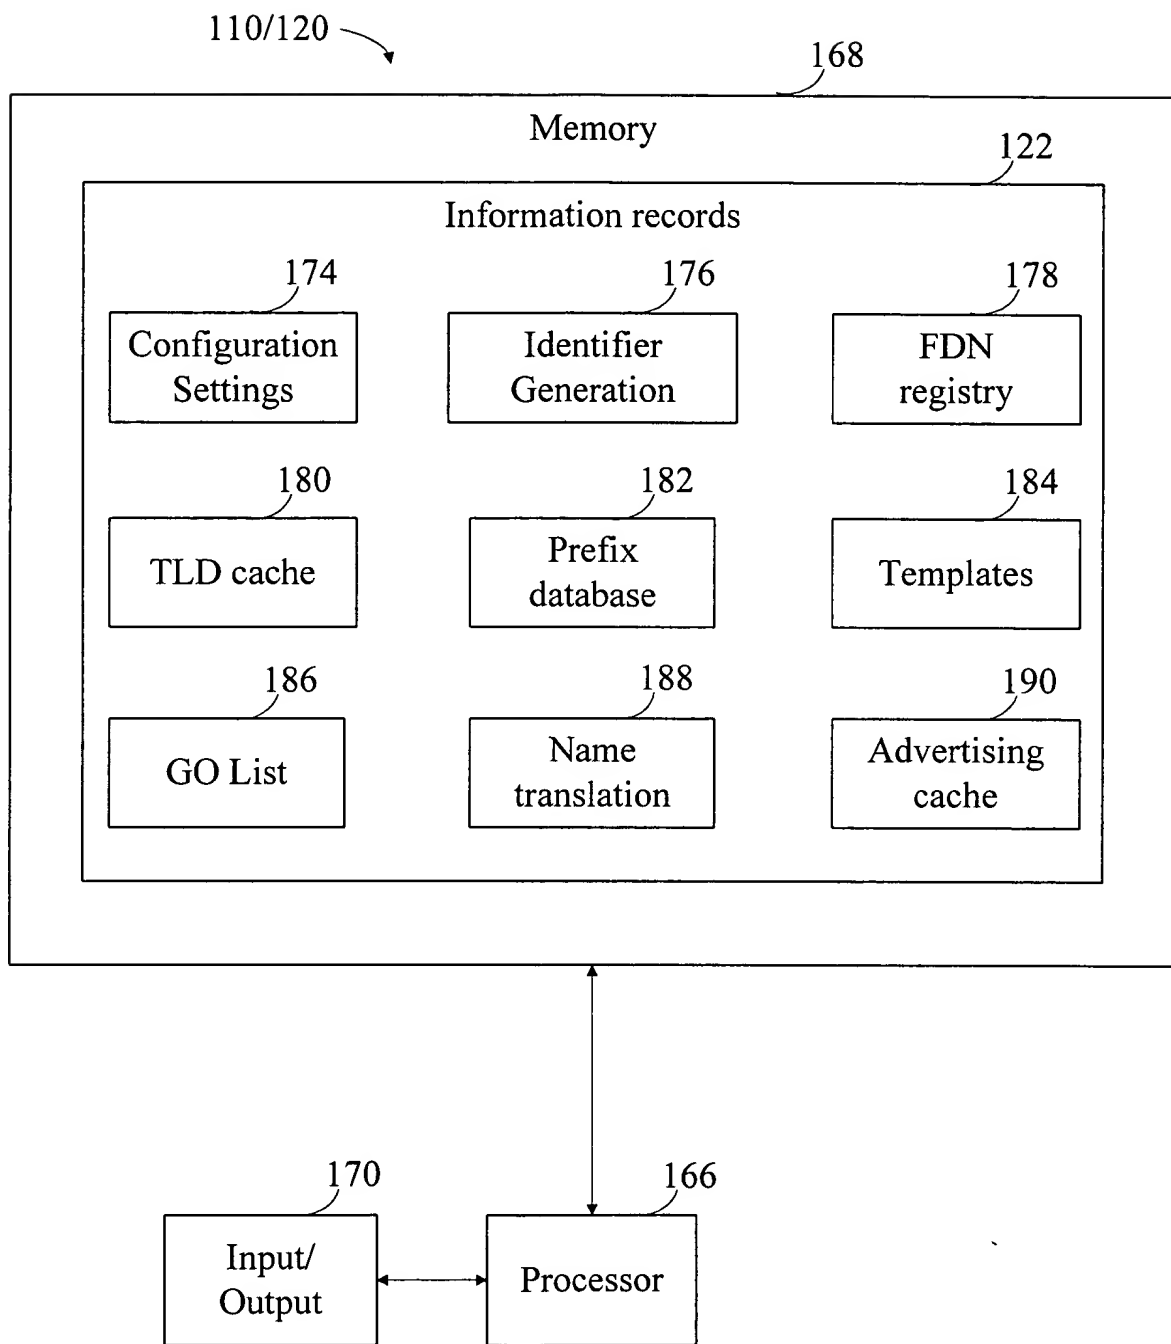 110/120
168
Memory
122
Information records
174
176
178
Configuration
Settings
Identifier
Generation
FDN
registry
180
182
184
TLD cache
Prefix
database
Templates
186
188
190
GO List
Name
translation
Advertising
cache
170
166
Input/
Output
Processor